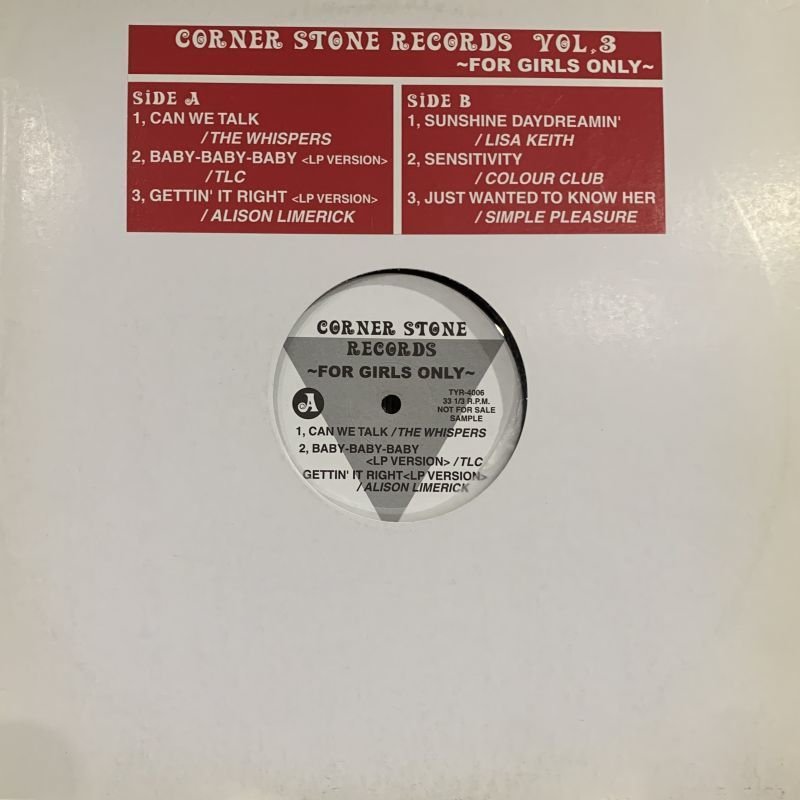 CORNER STONE RECORDS VOL.3
~FOR GIRLS ONLY~
SiDE A
1, CAN WE TALK
/THE WHISPERS
2, BABY-BABY-BABY <LP VERSION>
/TLC
3, GETTIN' IT RIGHT <LP VERSION>
/ALISON LIMERICK
SiDE B
1, SUNSHINE DAYDREAMIN'
/LISA KEITH
2, SENSITIVITY
/COLOUR CLUB
3, JUST WANTED TO KNOW HER
/SIMPLE PLEASURE
CORNER STONE
RECORDS
~FOR GIRLS ONLY~
A
TYR-4006
33 1/3 R.P.M.
NOT FOR SALE
SAMPLE
1, CAN WE TALK /THE WHISPERS
2, BABY-BABY-BABY
<LP VERSION> /TLC
GETTIN' IT RIGHT<LP VERSION>
/ALISON LIMERICK